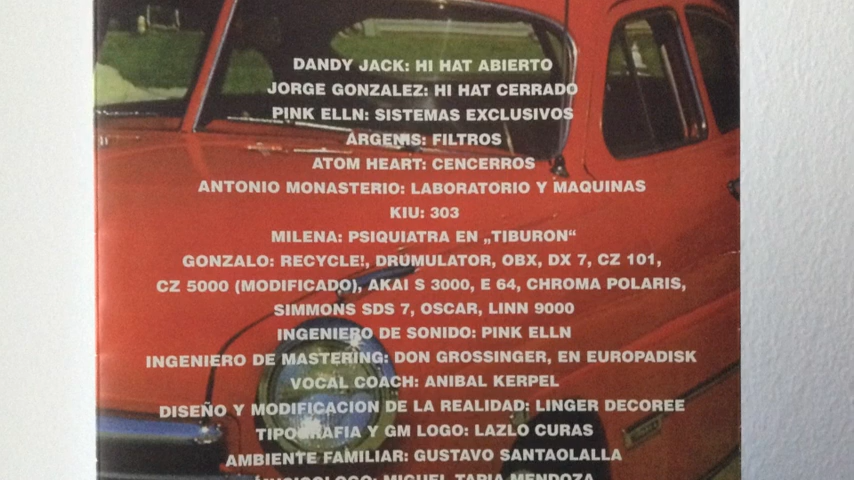 DANDY JACK: HI HAT ABIERTO
JORGE GONZALEZ: HI HAT CERRADO
PINK ELLN: SISTEMAS EXCLUSIVOS
ARGENIS: FILTROS
ATOM HEART: CENCERROS
ANTONIO MONASTERIO: LABORATORIO Y MAQUINAS
KIU: 303
MILENA: PSIQUIATRA EN „TIBURON“
GONZALO: RECYCLE!, DRUMULATOR, OBX, DX 7, CZ 101,
CZ 5000 (MODIFICADO), AKAI S 3000, E 64, CHROMA POLARIS,
SIMMONS SDS 7, OSCAR, LINN 9000
INGENIERO DE SONIDO: PINK ELLN
INGENIERO DE MASTERING: DON GROSSINGER, EN EUROPADISK
VOCAL COACH: ANIBAL KERPEL
DISEÑO Y MODIFICACION DE LA REALIDAD: LINGER DECOREE
TIPOGRAFIA Y GM LOGO: LAZLO CURAS
AMBIENTE FAMILIAR: GUSTAVO SANTAOLALLA
MIGUEL TAPIA MENDOZA